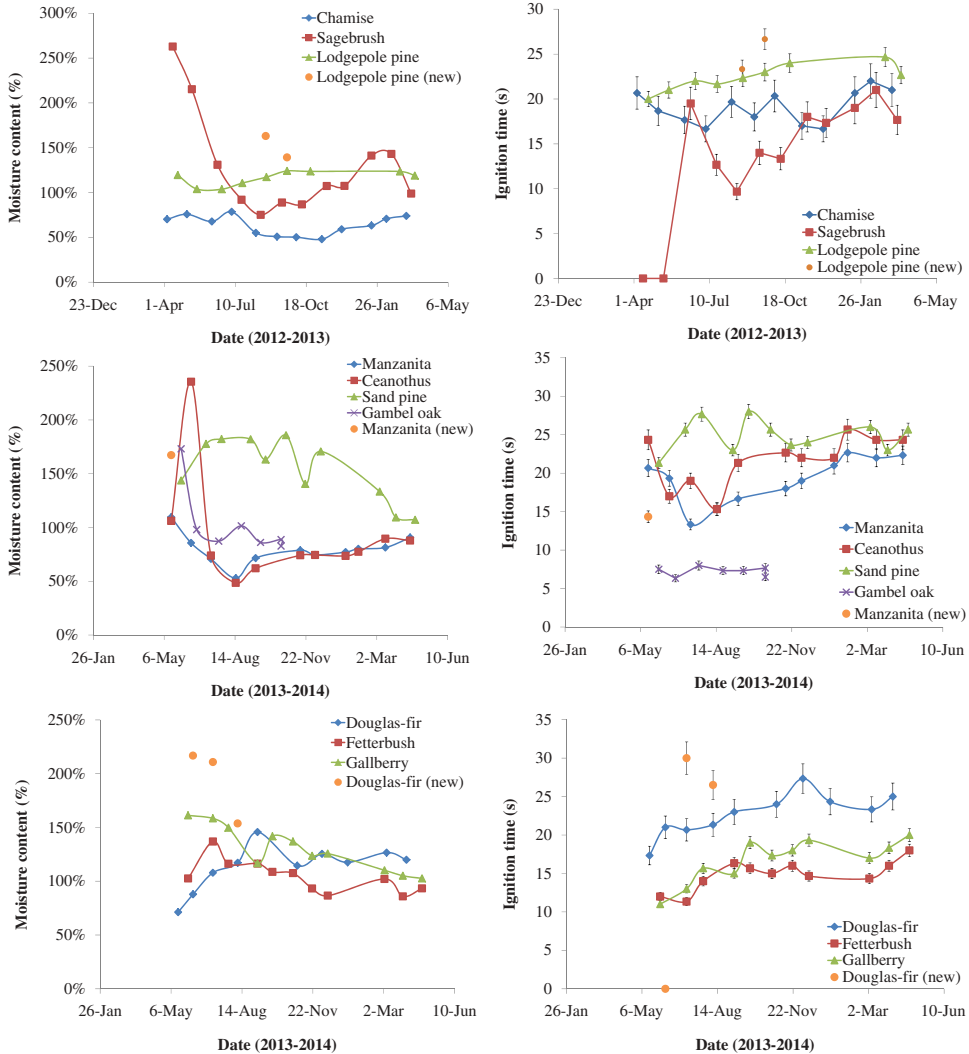 300%
250%
200%
150%
100%
50%
0%
Moisture content (%)
Chamise
Sagebrush
Lodgepole pine
Lodgepole pine (new)
23-Dec 1-Apr 10-Jul 18-Oct 26-Jan 6-May
Date (2012-2013)
30
25
20
15
10
5
0
Ignition time (s)
Chamise
Sagebrush
Lodgepole pine
Lodgepole pine (new)
23-Dec 1-Apr 10-Jul 18-Oct 26-Jan 6-May
Date (2012-2013)
250%
200%
150%
100%
50%
0%
Moisture content (%)
Manzanita
Ceanothus
Sand pine
Gambel oak
Manzanita (new)
26-Jan 6-May 14-Aug 22-Nov 2-Mar 10-Jun
Date (2013-2014)
35
30
25
20
15
10
5
0
Ignition time (s)
Manzanita
Ceanothus
Sand pine
Gambel oak
Manzanita (new)
26-Jan 6-May 14-Aug 22-Nov 2-Mar 10-Jun
Date (2013-2014)
250%
200%
150%
100%
50%
0%
Moisture content (%)
Douglas-fir
Fetterbush
Gallberry
Douglas-fir (new)
26-Jan 6-May 14-Aug 22-Nov 2-Mar 10-Jun
Date (2013-2014)
35
30
25
20
15
10
5
0
Ignition time (s)
Douglas-fir
Fetterbush
Gallberry
Douglas-fir (new)
26-Jan 6-May 14-Aug 22-Nov 2-Mar 10-Jun
Date (2013-2014)